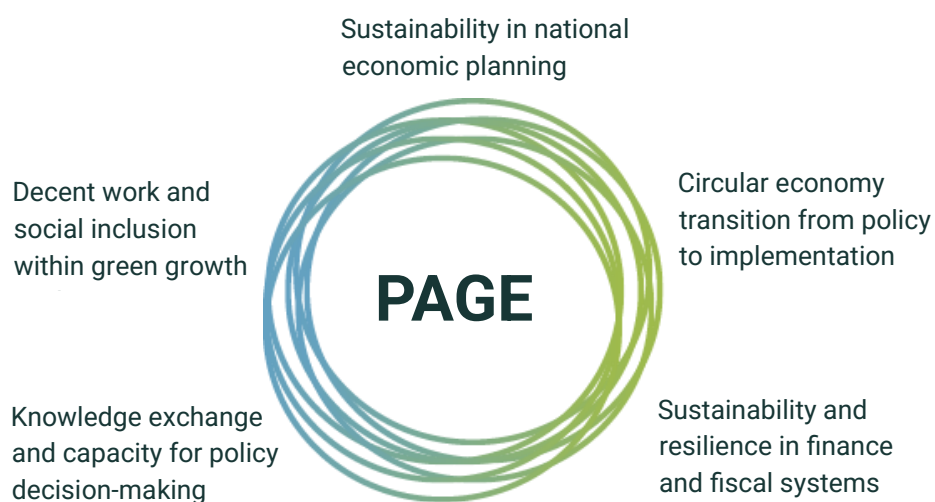 Sustainability in national
economic planning
Decent work and
social inclusion
within green growth
Circular economy
transition from policy
to implementation
PAGE
Knowledge exchange
and capacity for policy
decision-making
Sustainability and
resilience in finance
and fiscal systems